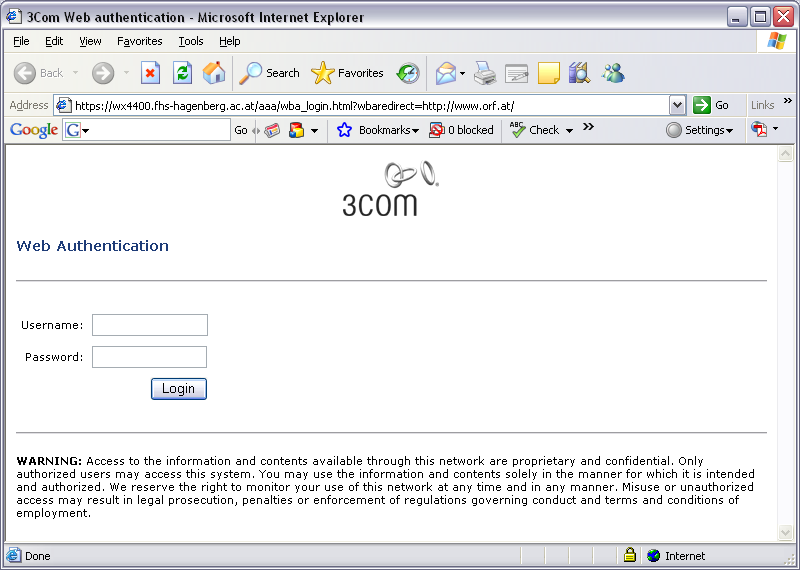 3Com Web authentication - Microsoft Internet Explorer
File Edit View Favorites Tools Help
Back Search Favorites
Address https://wx4400.fhs-hagenberg.ac.at/aaa/wba_login.html?wbaredirect=http://www.orf.at/ Go Links »
Google G Go Bookmarks 0 blocked ABC Check » Settings
3COM
Web Authentication
Username:
Password:
Login
WARNING: Access to the information and contents available through this network are proprietary and confidential. Only
authorized users may access this system. You may use the information and contents solely in the manner for which it is intended
and authorized. We reserve the right to monitor your use of this network at any time and in any manner. Misuse or unauthorized
access may result in legal prosecution, penalties or enforcement of regulations governing conduct and terms and conditions of
employment.
Done Internet